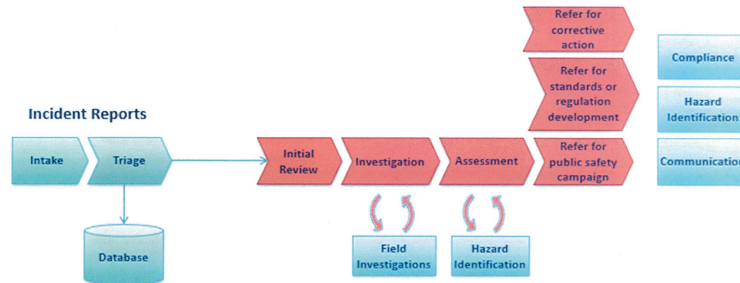 Refer for
corrective
action
Compliance
Refer for
standards or
regulation
development
Hazard
Identification
Incident Reports
Intake
Triage
Initial
Review
Investigation
Assessment
Refer for
public safety
campaign
Communication
Database
Field
Investigations
Hazard
Identification